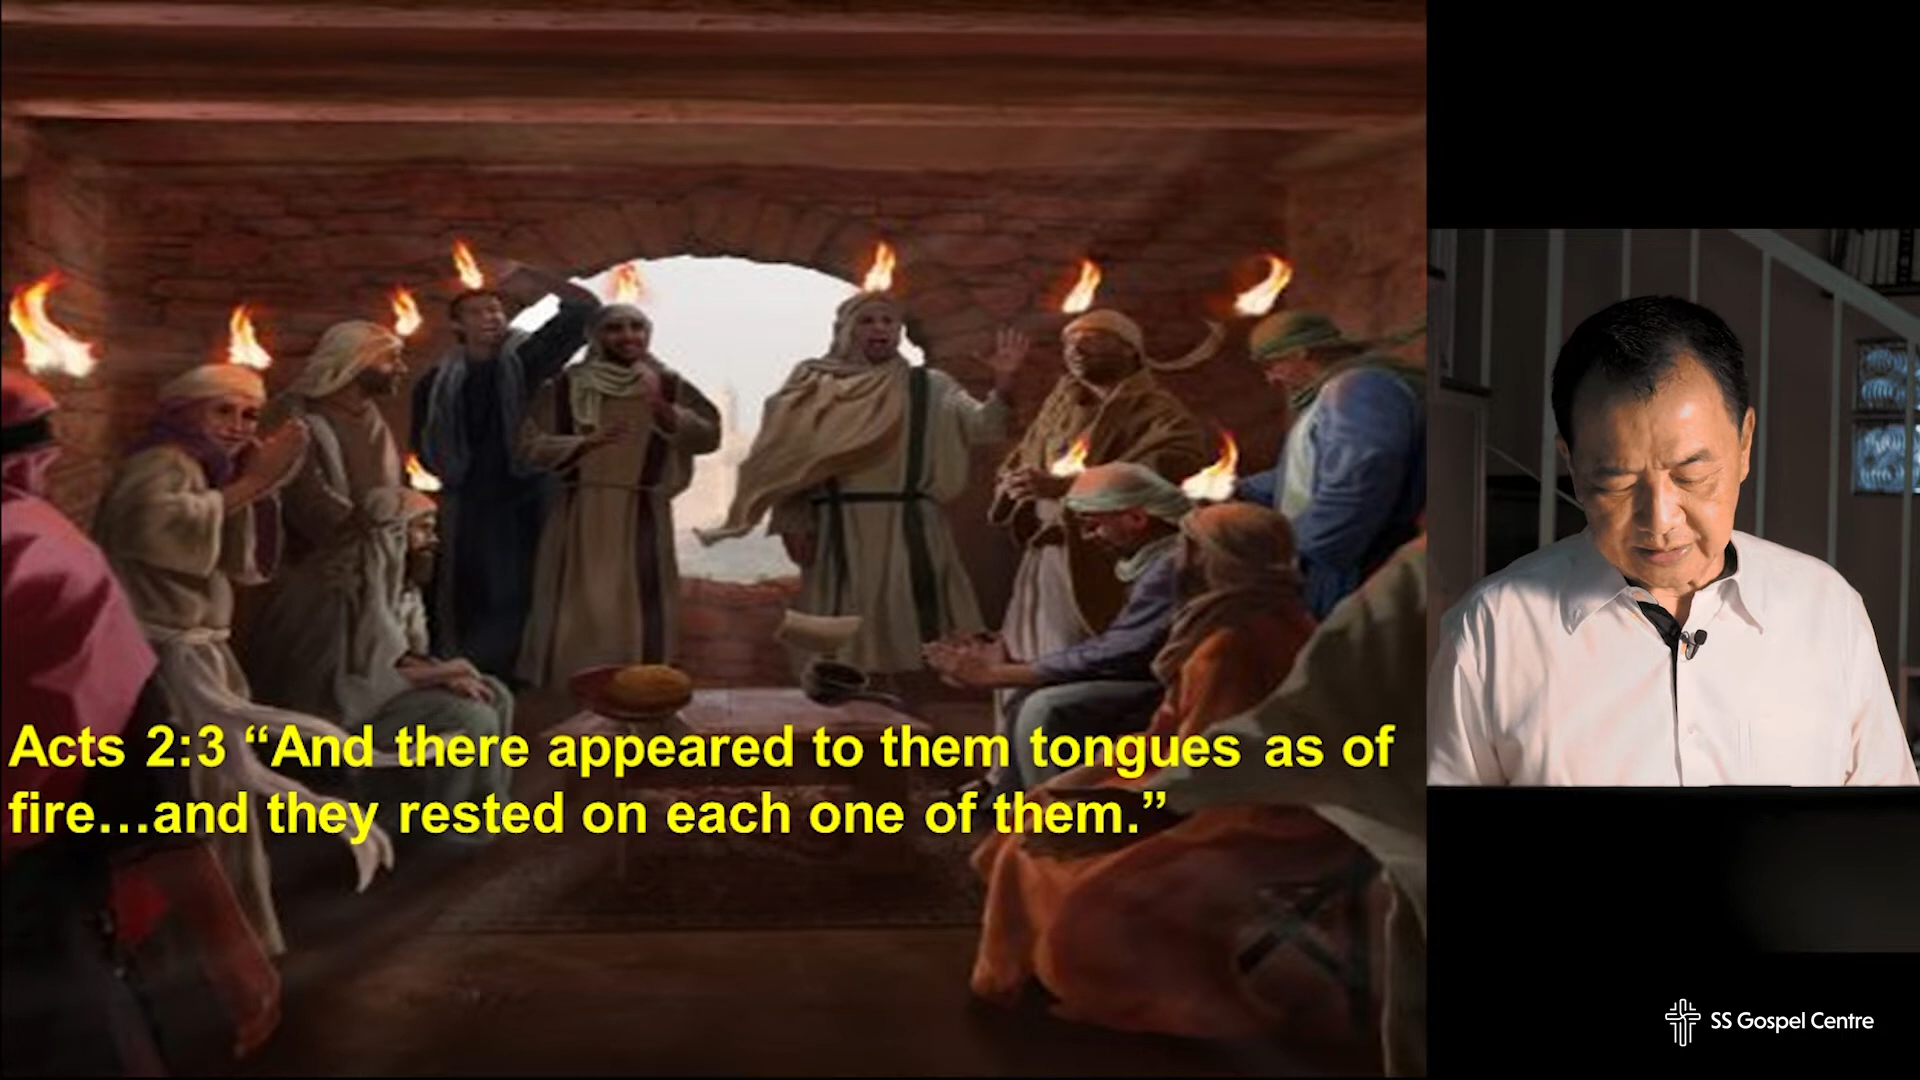 Acts 2:3 “And there appeared to them tongues as of
fire…and they rested on each one of them.”
SS Gospel Centre